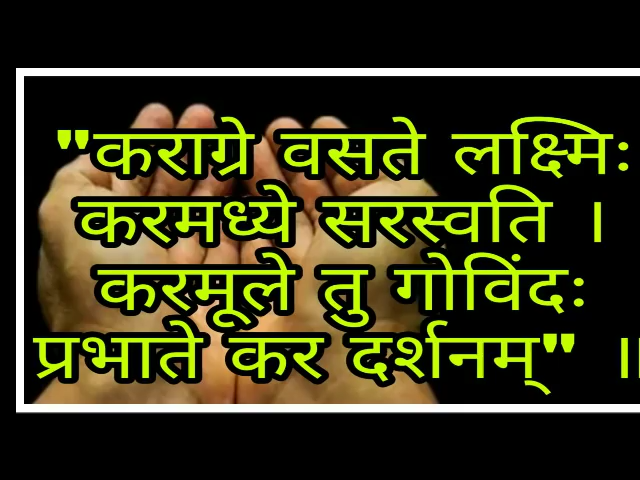 "कराग्रे वसते लक्ष्मिः
करमध्ये सरस्वति ।
करमूले तु गोविंदः
प्रभाते कर दर्शनम्" ॥